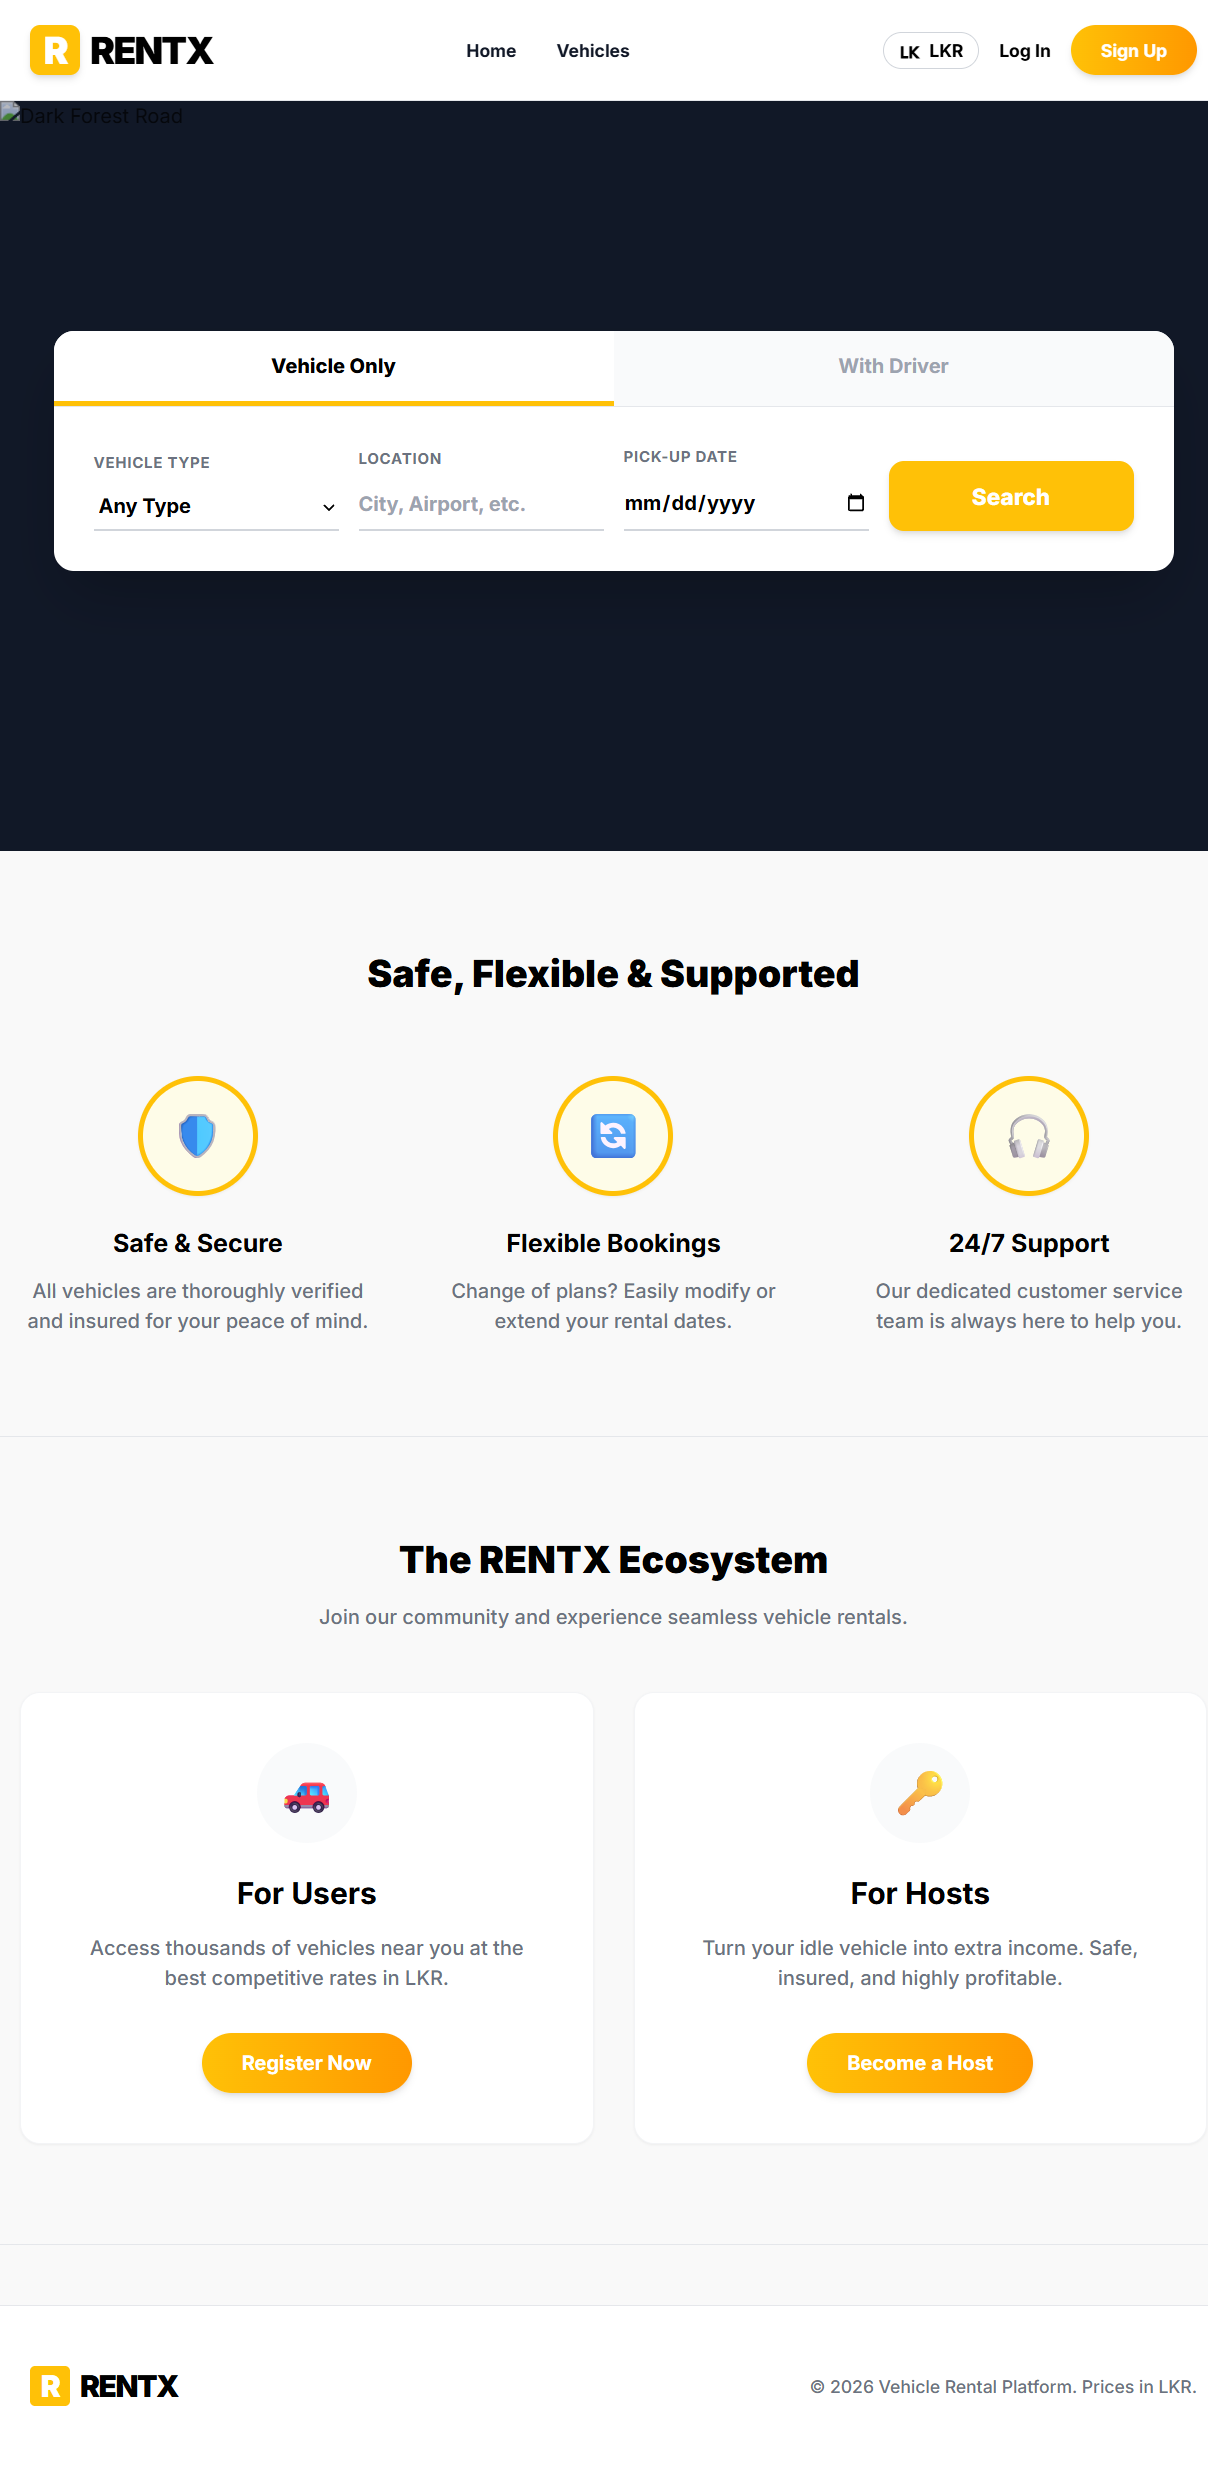 R RENTX
Home
Vehicles
LK LKR
Log In
Sign Up
Dark Forest Road
Vehicle Only
With Driver
VEHICLE TYPE
Any Type
LOCATION
City, Airport, etc.
PICK-UP DATE
mm/dd/yyyy
Search
Safe, Flexible & Supported
Safe & Secure
All vehicles are thoroughly verified
and insured for your peace of mind.
Flexible Bookings
Change of plans? Easily modify or
extend your rental dates.
24/7 Support
Our dedicated customer service
team is always here to help you.
The RENTX Ecosystem
Join our community and experience seamless vehicle rentals.
For Users
Access thousands of vehicles near you at the
best competitive rates in LKR.
Register Now
For Hosts
Turn your idle vehicle into extra income. Safe,
insured, and highly profitable.
Become a Host
R RENTX
© 2026 Vehicle Rental Platform. Prices in LKR.